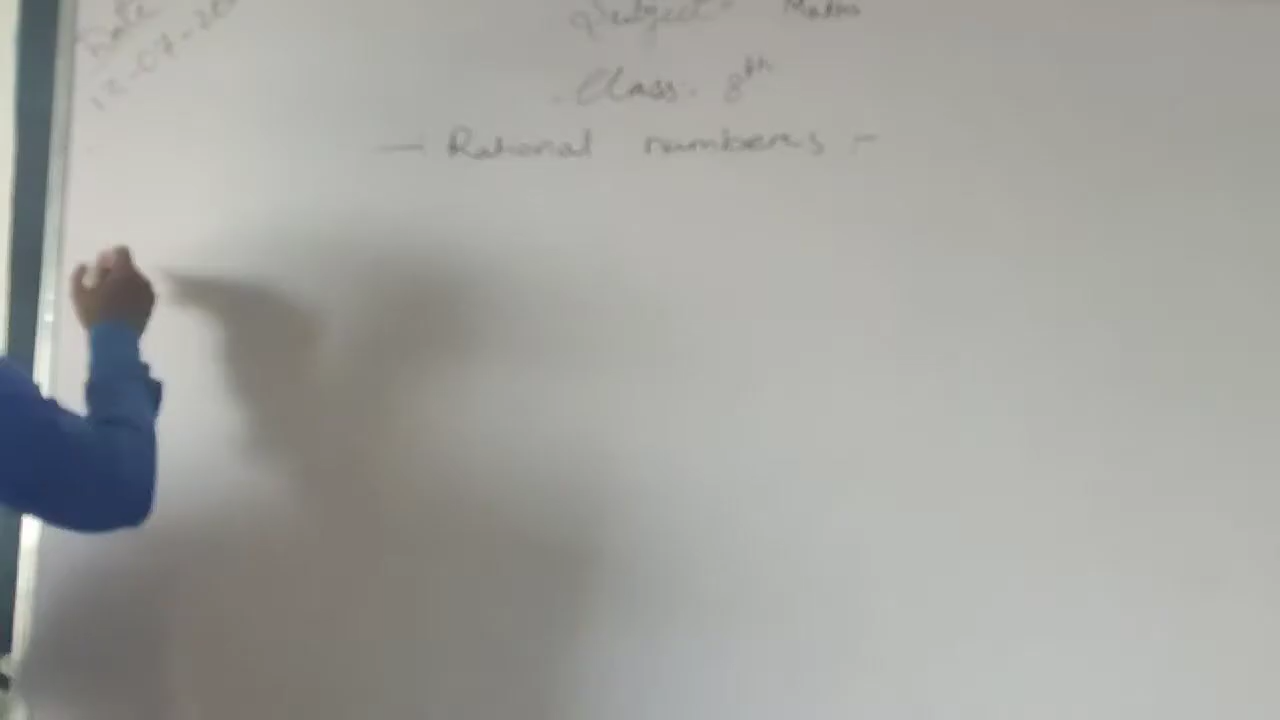 Date
12-07-20
Subject- Maths
Class. 8th
— Rational numbers —